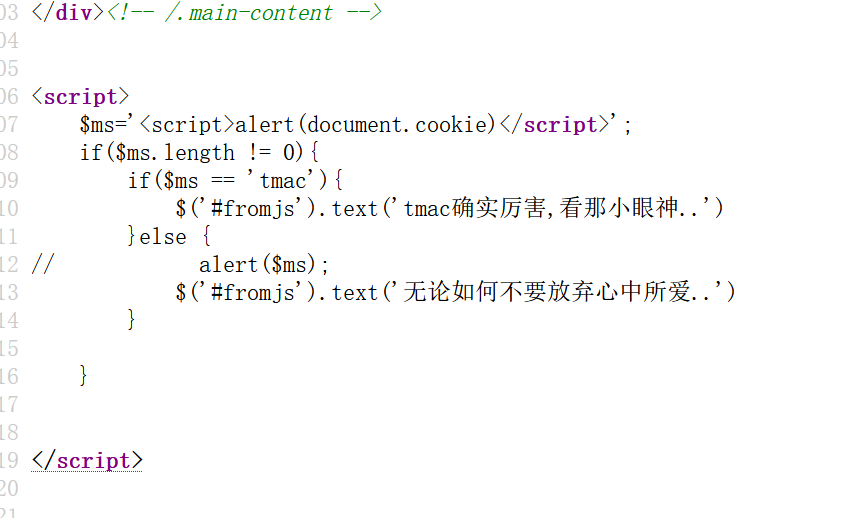 03 </div><!-- /.main-content -->
04
05
06 <script>
07     $ms='<script>alert(document.cookie)</script>';
08     if($ms.length != 0){
09         if($ms == 'tmac'){
10             $('#fromjs').text('tmac确实厉害,看那小眼神..')
11         }else {
12 //            alert($ms);
13             $('#fromjs').text('无论如何不要放弃心中所爱..')
14         }
15
16     }
17
18
19 </script>
20
21